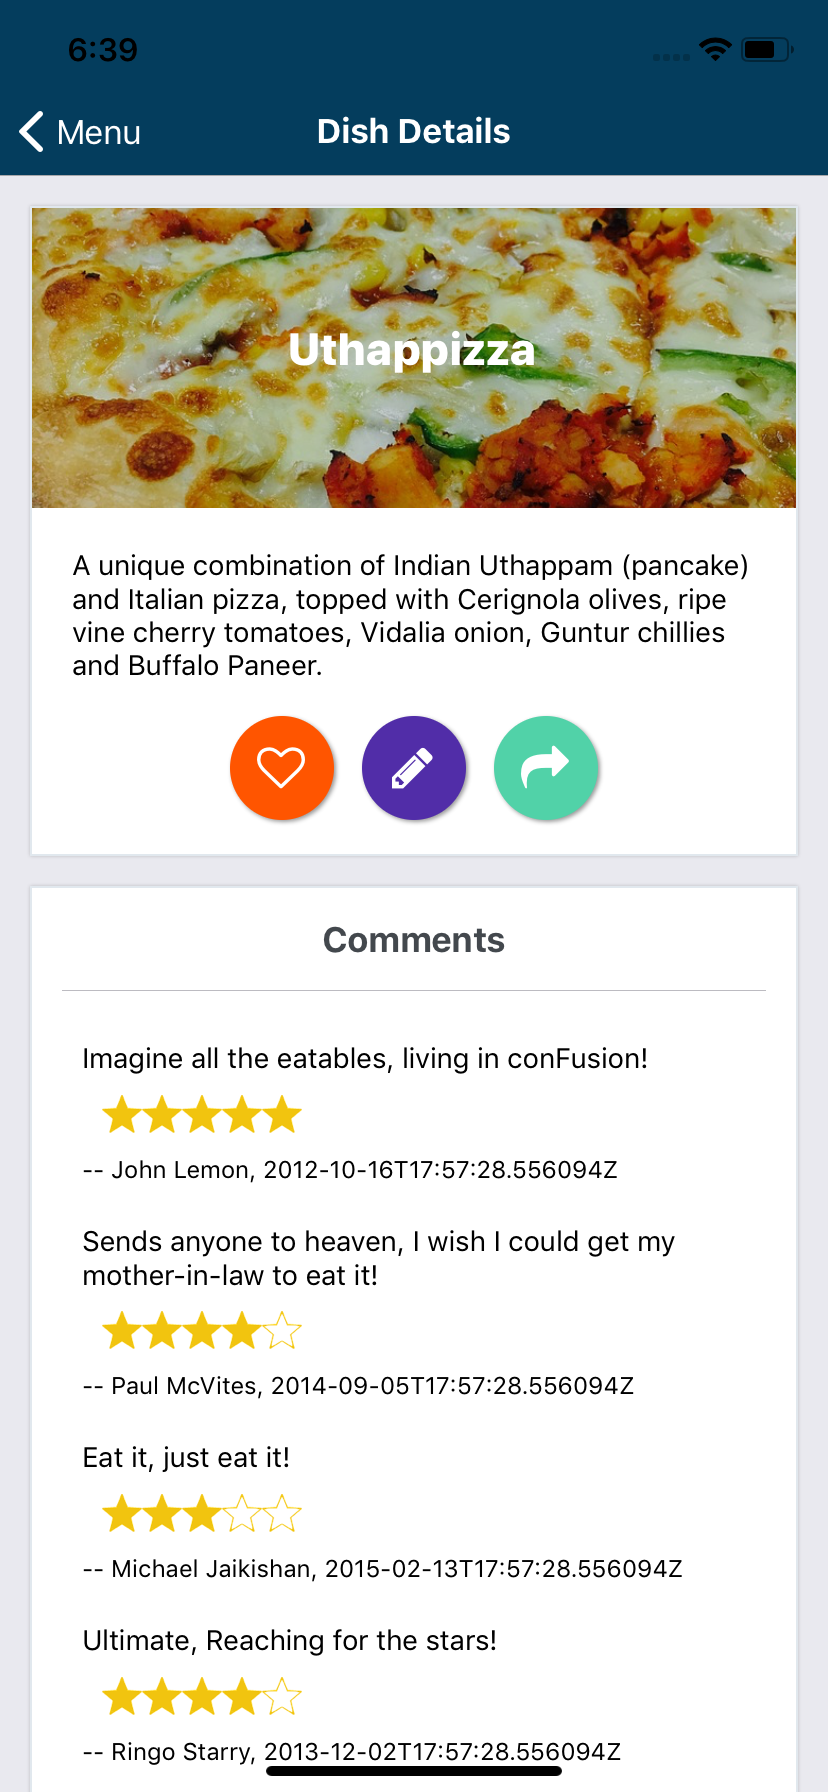 6:39
Menu
Dish Details
Uthappizza
A unique combination of Indian Uthappam (pancake)
and Italian pizza, topped with Cerignola olives, ripe
vine cherry tomatoes, Vidalia onion, Guntur chillies
and Buffalo Paneer.
Comments
Imagine all the eatables, living in conFusion!
-- John Lemon, 2012-10-16T17:57:28.556094Z
Sends anyone to heaven, I wish I could get my
mother-in-law to eat it!
-- Paul McVites, 2014-09-05T17:57:28.556094Z
Eat it, just eat it!
-- Michael Jaikishan, 2015-02-13T17:57:28.556094Z
Ultimate, Reaching for the stars!
-- Ringo Starry, 2013-12-02T17:57:28.556094Z